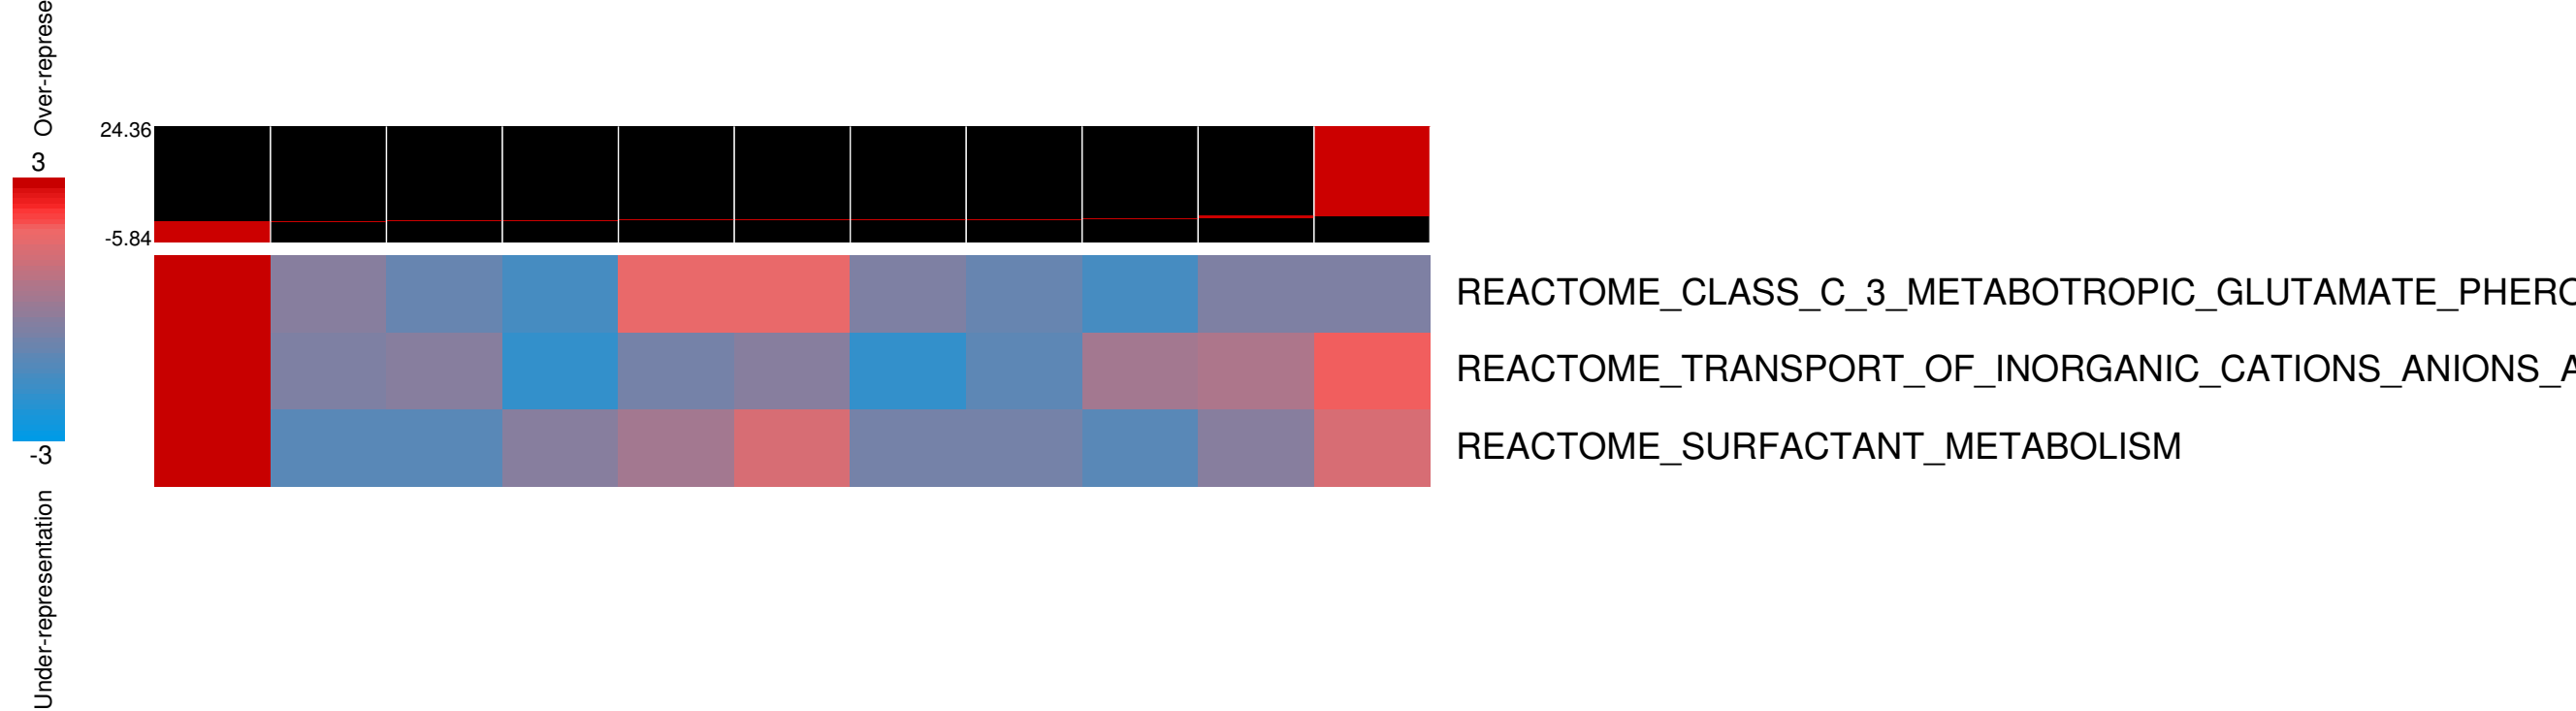 Over-represe
24.36
3
-5.84
REACTOME_CLASS_C_3_METABOTROPIC_GLUTAMATE_PHERO
REACTOME_TRANSPORT_OF_INORGANIC_CATIONS_ANIONS_A
REACTOME_SURFACTANT_METABOLISM
-3
Under-representation